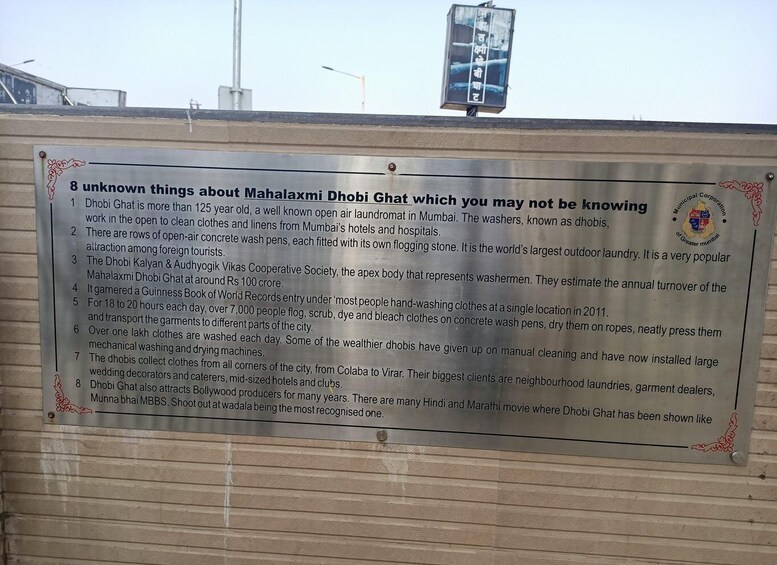 महालक्ष्मी धोबी घाट
8 unknown things about Mahalaxmi Dhobi Ghat which you may not be knowing
Municipal Corporation
of Greater mumbai
1 Dhobi Ghat is more than 125 year old, a well known open air laundromat in Mumbai. The washers, known as dhobis,
work in the open to clean clothes and linens from Mumbai's hotels and hospitals.
2 There are rows of open-air concrete wash pens, each fitted with its own flogging stone. It is the world's largest outdoor laundry. It is a very popular
attraction among foreign tourists.
3 The Dhobi Kalyan & Audhyogik Vikas Cooperative Society, the apex body that represents washermen. They estimate the annual turnover of the
Mahalaxmi Dhobi Ghat at around Rs 100 crore.
4 It garnered a Guinness Book of World Records entry under 'most people hand-washing clothes at a single location in 2011.
5 For 18 to 20 hours each day, over 7,000 people flog, scrub, dye and bleach clothes on concrete wash pens, dry them on ropes, neatly press them
and transport the garments to different parts of the city.
6 Over one lakh clothes are washed each day. Some of the wealthier dhobis have given up on manual cleaning and have now installed large
mechanical washing and drying machines.
7 The dhobis collect clothes from all corners of the city, from Colaba to Virar. Their biggest clients are neighbourhood laundries, garment dealers,
wedding decorators and caterers, mid-sized hotels and clubs.
8 Dhobi Ghat also attracts Bollywood producers for many years. There are many Hindi and Marathi movie where Dhobi Ghat has been shown like
Munna bhai MBBS. Shoot out at wadala being the most recognised one.